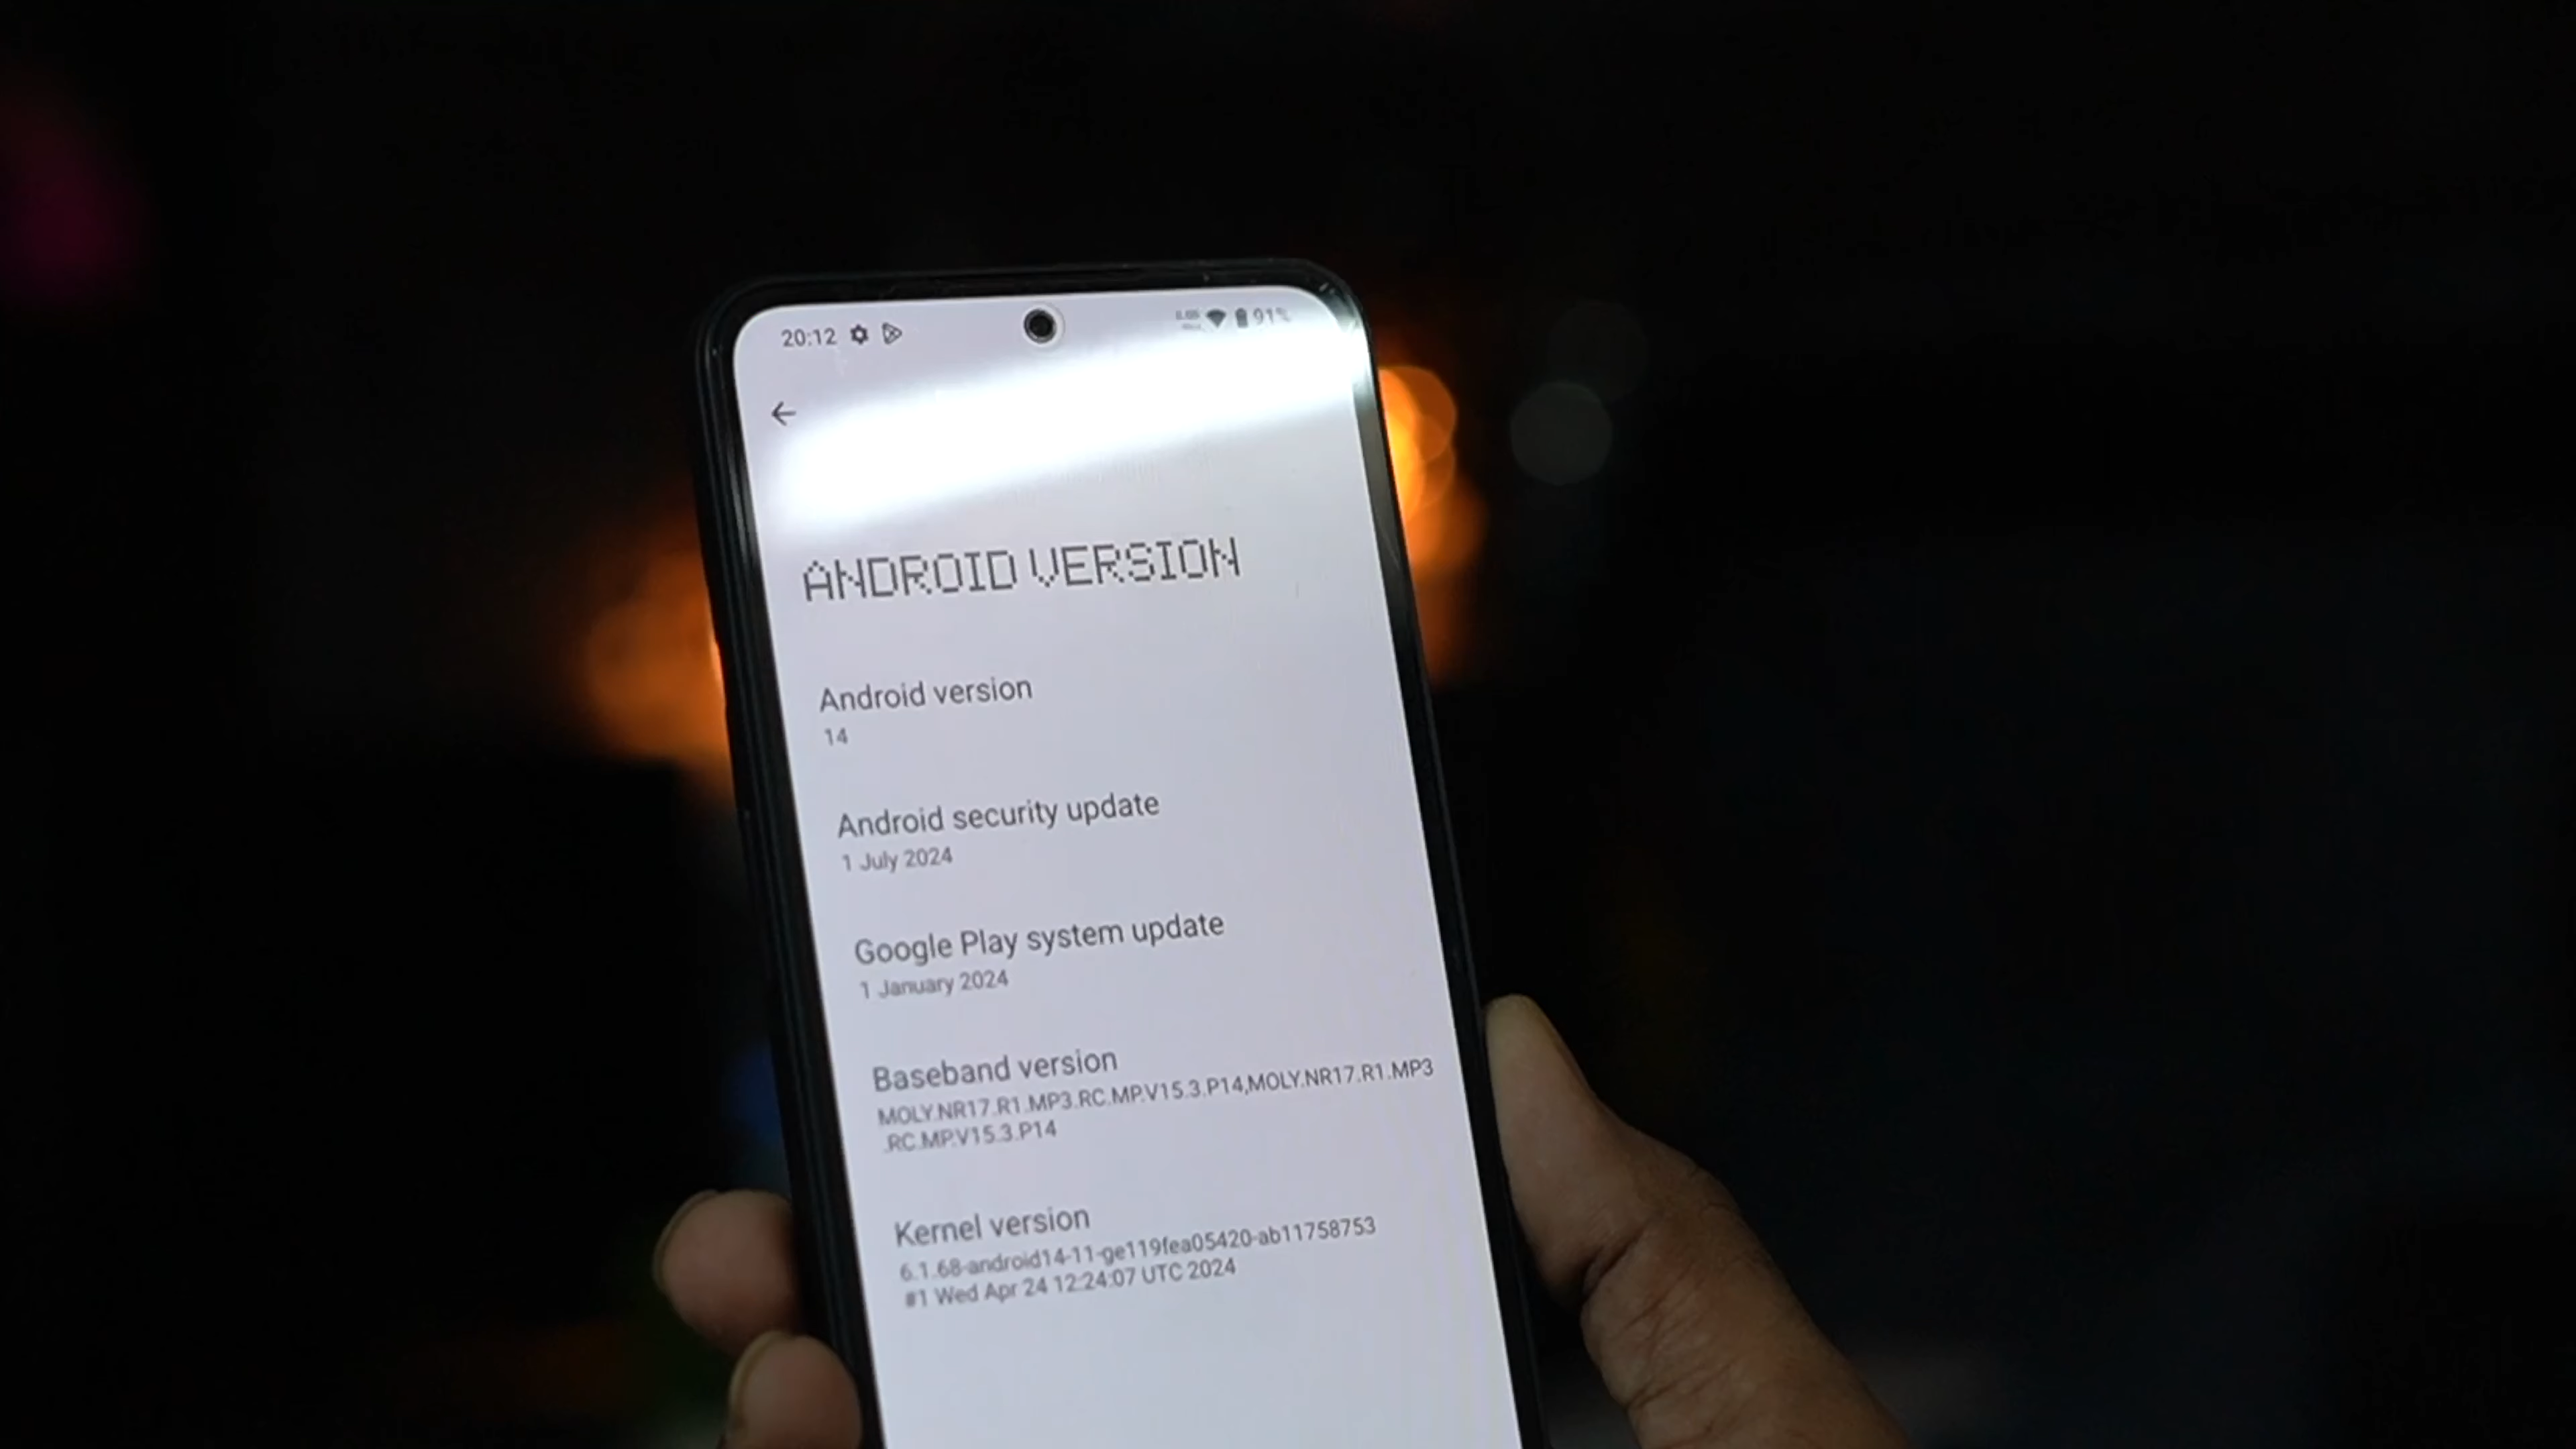 20:12
91%
ANDROID VERSION
Android version
14
Android security update
1 July 2024
Google Play system update
1 January 2024
Baseband version
MOLY.NR17.R1.MP3.RC.MP.V15.3.P14,MOLY.NR17.R1.MP3
.RC.MP.V15.3.P14
Kernel version
6.1.68-android14-11-ge119fea05420-ab11758753
#1 Wed Apr 24 12:24:07 UTC 2024